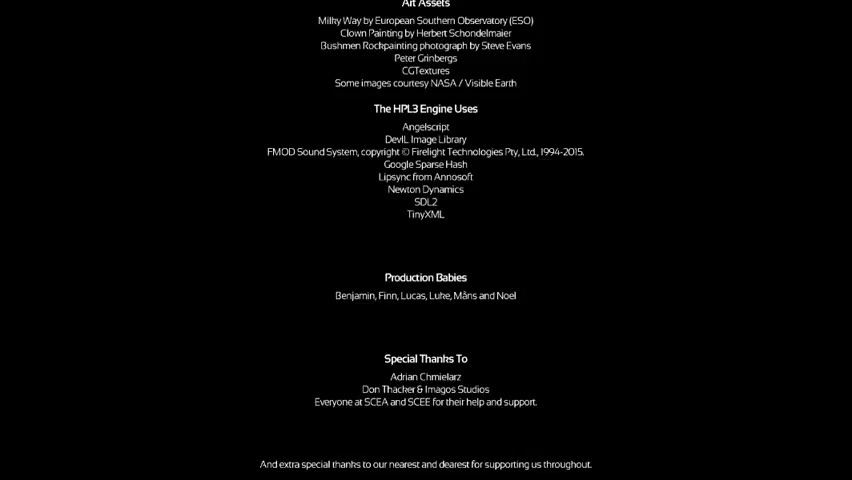 Art Assets
Milky Way by European Southern Observatory (ESO)
Clown Painting by Herbert Schondelmaier
Bushmen Rockpainting photograph by Steve Evans
Peter Grinbergs
CGTextures
Some images courtesy NASA / Visible Earth
The HPL3 Engine Uses
Angelscript
DevIL Image Library
FMOD Sound System, copyright © Firelight Technologies Pty, Ltd., 1994-2015.
Google Sparse Hash
Lipsync from Annosoft
Newton Dynamics
SDL2
TinyXML
Production Babies
Benjamin, Finn, Lucas, Luke, Måns and Noel
Special Thanks To
Adrian Chmielarz
Don Thacker & Imagos Studios
Everyone at SCEA and SCEE for their help and support.
And extra special thanks to our nearest and dearest for supporting us throughout.